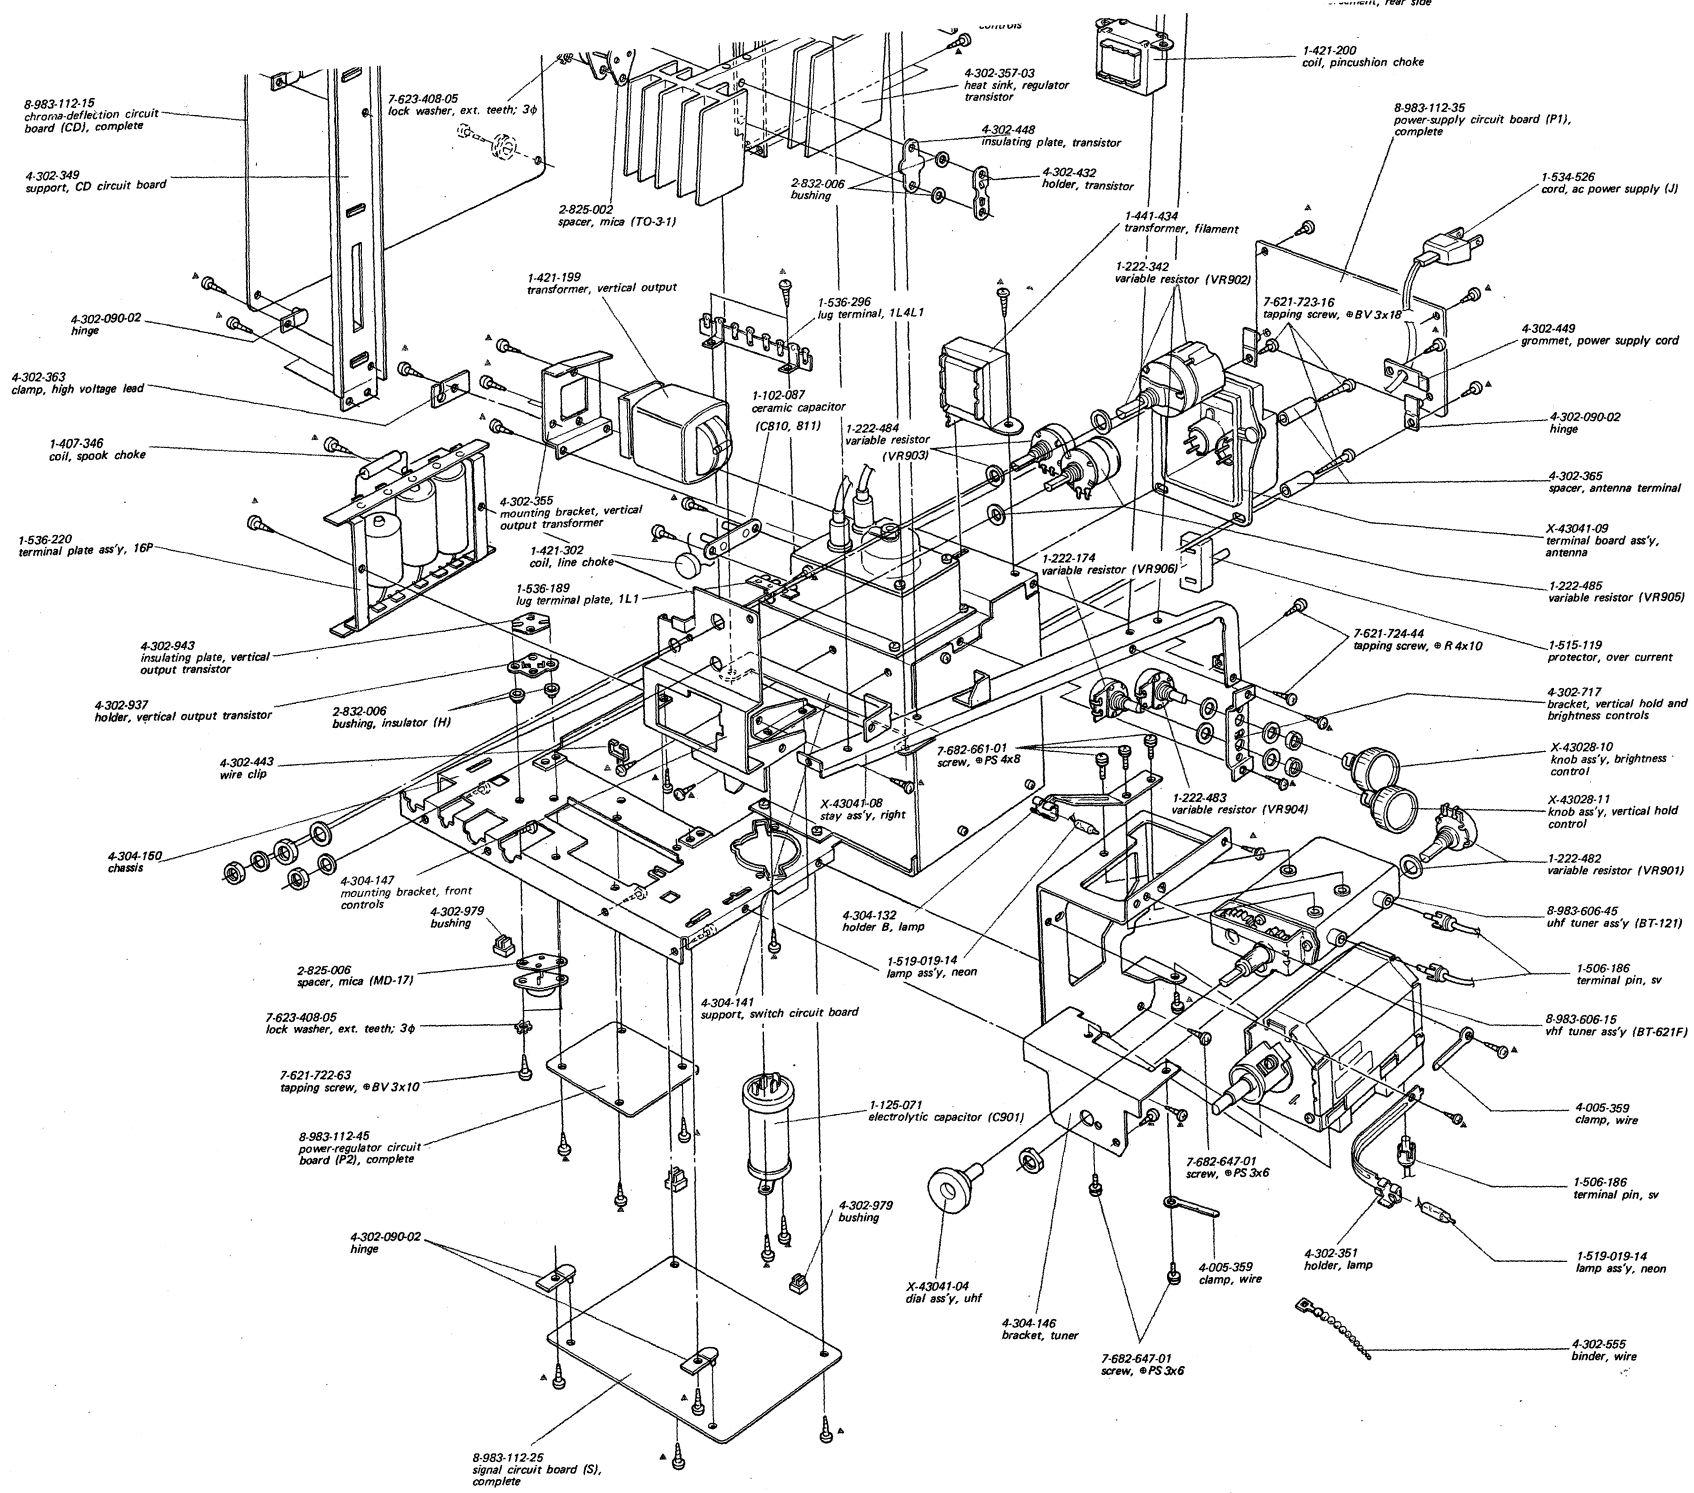 rear side
controls
1-421-200
coil, pincushion choke
8-983-112-15
chroma-deflection circuit
board (CD), complete
7-623-408-05
lock washer, ext. teeth; 3φ
4-302-357-03
heat sink, regulator
transistor
8-983-112-35
power-supply circuit board (P1),
complete
4-302-448
insulating plate, transistor
4-302-349
support, CD circuit board
4-302-432
holder, transistor
2-832-006
bushing
1-534-526
cord, ac power supply (J)
2-825-002
spacer, mica (TO-3-1)
1-441-434
transformer, filament
1-421-199
transformer, vertical output
1-222-342
variable resistor (VR902)
1-536-296
lug terminal, 1L4L1
7-621-723-16
tapping screw, ⊕BV 3x18
4-302-090-02
hinge
4-302-449
grommet, power supply cord
4-302-363
clamp, high voltage lead
1-102-087
ceramic capacitor
(C810, 811)
1-222-484
variable resistor
(VR903)
4-302-090-02
hinge
1-407-346
coil, spook choke
4-302-365
spacer, antenna terminal
4-302-355
mounting bracket, vertical
output transformer
X-43041-09
terminal board ass'y,
antenna
1-536-220
terminal plate ass'y, 16P
1-421-302
coil, line choke
1-222-174
variable resistor (VR906)
1-536-189
lug terminal plate, 1L1
1-222-485
variable resistor (VR905)
4-302-943
insulating plate, vertical
output transistor
7-621-724-44
tapping screw, ⊕R 4x10
1-515-119
protector, over current
4-302-937
holder, vertical output transistor
2-832-006
bushing, insulator (H)
4-302-717
bracket, vertical hold and
brightness controls
4-302-443
wire clip
7-682-661-01
screw, ⊕PS 4x8
X-43028-10
knob ass'y, brightness
control
X-43041-08
stay ass'y, right
1-222-483
variable resistor (VR904)
X-43028-11
knob ass'y, vertical hold
control
4-304-150
chassis
4-304-147
mounting bracket, front
controls
1-222-482
variable resistor (VR901)
4-302-979
bushing
4-304-132
holder B, lamp
8-983-606-45
uhf tuner ass'y (BT-121)
2-825-006
spacer, mica (MD-17)
1-519-019-14
lamp ass'y, neon
1-506-186
terminal pin, sv
4-304-141
support, switch circuit board
7-623-408-05
lock washer, ext. teeth; 3φ
8-983-606-15
vhf tuner ass'y (BT-621F)
7-621-722-63
tapping screw, ⊕BV 3x10
1-125-071
electrolytic capacitor (C901)
4-005-359
clamp, wire
8-983-112-45
power-regulator circuit
board (P2), complete
7-682-647-01
screw, ⊕PS 3x6
1-506-186
terminal pin, sv
4-302-979
bushing
4-302-090-02
hinge
4-302-351
holder, lamp
1-519-019-14
lamp ass'y, neon
4-005-359
clamp, wire
X-43041-04
dial ass'y, uhf
4-304-146
bracket, tuner
4-302-555
binder, wire
7-682-647-01
screw, ⊕PS 3x6
8-983-112-25
signal circuit board (S),
complete